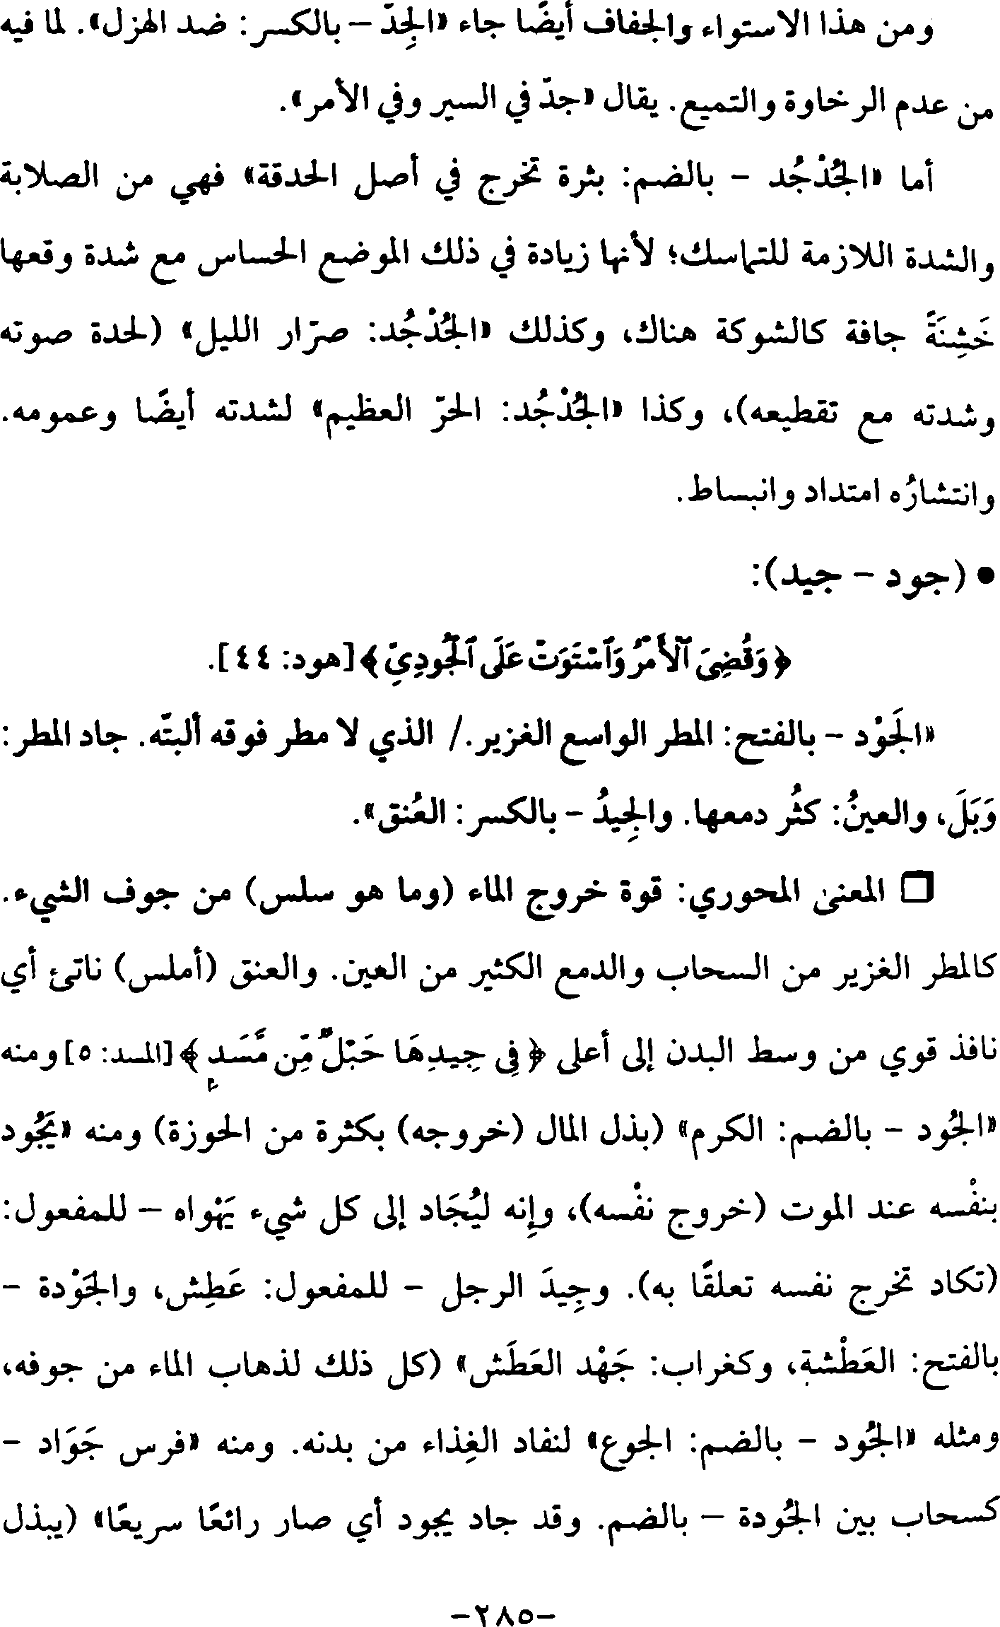 ومن هذا الاستواء والجفاف أيضًا جاء «الجِدّ – بالكسر: ضد الهزل». لما فيه
من عدم الرخاوة والتميع. يقال «جدّ في السير وفي الأمر».
أما «الجُدْجُد – بالضم: بثرة تخرج في أصل الحدقة» فهي من الصلابة
والشدة اللازمة للتماسك؛ لأنها زيادة في ذلك الموضع الحساس مع شدة وقعها
خَشِنَةً جافة كالشوكة هناك، وكذلك «الجُدْجُد: صرّار الليل» (لحدة صوته
وشدته مع تقطيعه)، وكذا «الجُدْجُد: الحرّ العظيم» لشدته أيضًا وعمومه.
وانتشارُه امتداد وانبساط.
● (جود – جيد):
﴿وَقُضِىَ ٱلْأَمْرُ وَٱسْتَوَتْ عَلَى ٱلْجُودِىِّ﴾ [هود: ٤٤].
«الجَوْد – بالفتح: المطر الواسع الغزير./ الذي لا مطر فوقه ألبتّه. جاد المطر:
وَبَلَ، والعينُ: كثُر دمعها. والجِيدُ – بالكسر: العُنق».
❒ المعنى المحوري: قوة خروج الماء (وما هو سلس) من جوف الشيء.
كالمطر الغزير من السحاب والدمع الكثير من العين. والعنق (أملس) ناتئ أي
نافذ قوي من وسط البدن إلى أعلى ﴿فِى جِيدِهَا حَبْلٌ مِّن مَّسَدٍۭ﴾ [المسد: ٥] ومنه
«الجُود – بالضم: الكرم» (بذل المال (خروجه) بكثرة من الحوزة) ومنه «يَجُود
بنفْسه عند الموت (خروج نفْسه)، وإنه ليُجَاد إلى كل شيء يَهْواه – للمفعول:
(تكاد تخرج نفسه تعلقًا به). وجِيدَ الرجل – للمفعول: عَطِش، والجَوْدة –
بالفتح: العَطْشة، وكغراب: جَهْد العَطَش» (كل ذلك لذهاب الماء من جوفه،
ومثله «الجُود – بالضم: الجوع» لنفاد الغِذاء من بدنه. ومنه «فرس جَوَاد –
كسحاب بين الجُودة – بالضم. وقد جاد يجود أي صار رائعًا سريعًا» (يبذل
–٢٨٥–